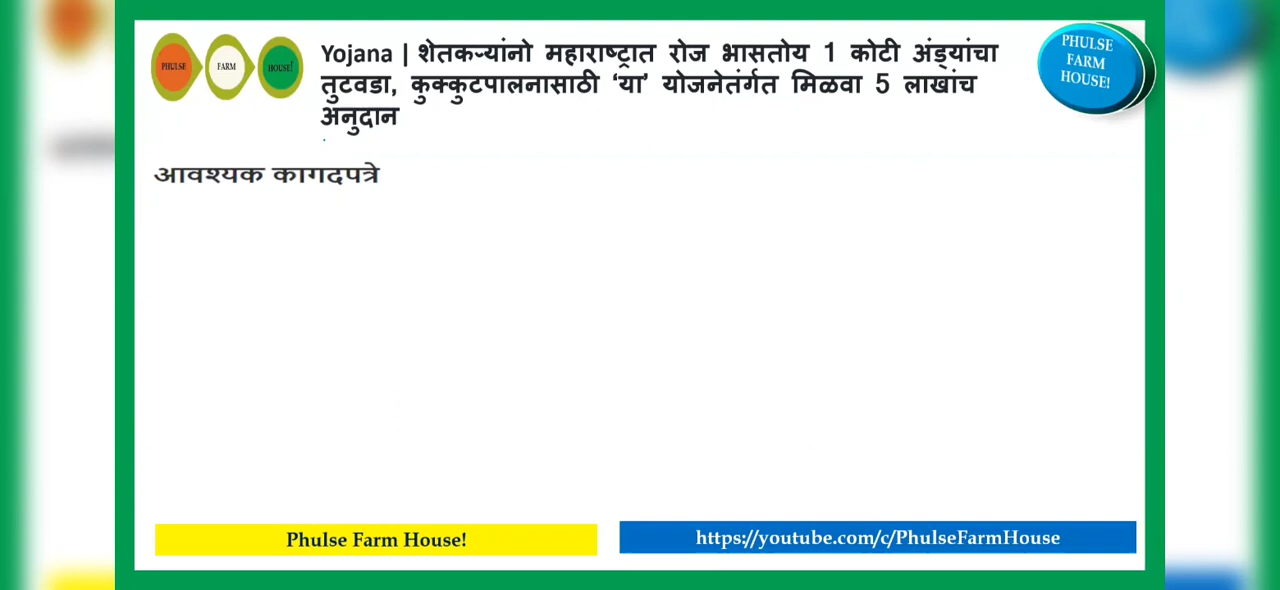 PHULSE FARM HOUSE!
Yojana | शेतकऱ्यांनो महाराष्ट्रात रोज भासतोय 1 कोटी अंड्यांचा
तुटवडा, कुक्कुटपालनासाठी ‘या’ योजनेतंर्गत मिळवा 5 लाखांच
अनुदान
PHULSE
FARM
HOUSE!
आवश्यक कागदपत्रे
Phulse Farm House!
https://youtube.com/c/PhulseFarmHouse